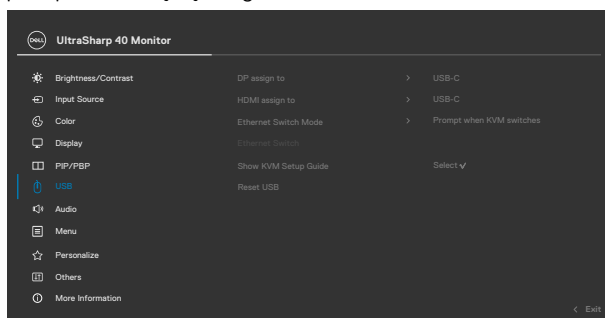 DELL UltraSharp 40 Monitor
Brightness/Contrast DP assign to > USB-C
Input Source HDMI assign to > USB-C
Color Ethernet Switch Mode > Prompt when KVM switches
Display Ethernet Switch
PIP/PBP Show KVM Setup Guide Select ✓
USB Reset USB
Audio
Menu
Personalize
Others
More Information
< Exit